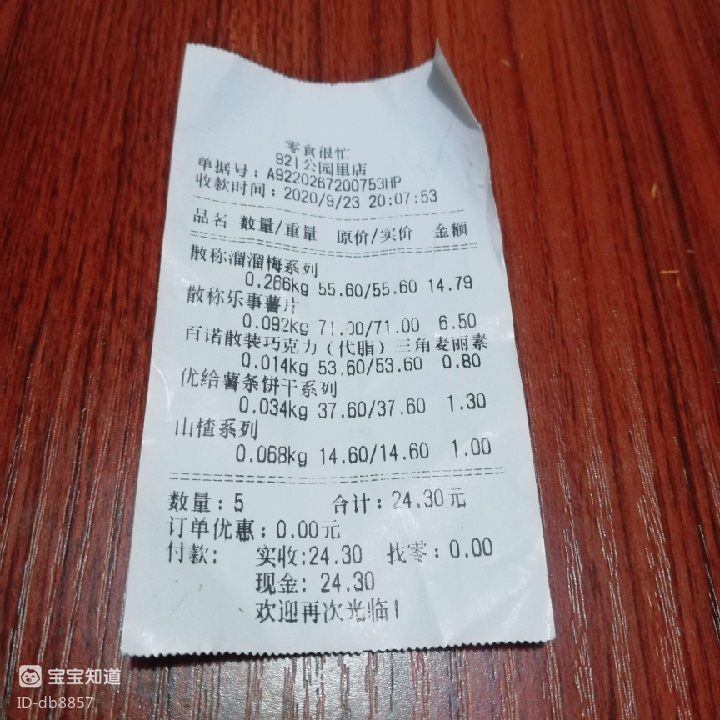 零食很忙
921公园里店
单据号：A9220267200753HP
收款时间：2020/9/23 20:07:53
品名 数量/重量 原价/实价 金额
散称溜溜梅系列
0.266kg 55.60/55.60 14.79
散称乐事薯片
0.092kg 71.00/71.00 6.50
百诺散装巧克力（代脂）三角麦丽素
0.014kg 53.60/53.60 0.80
优给薯条饼干系列
0.034kg 37.60/37.60 1.30
山楂系列
0.068kg 14.60/14.60 1.00
数量：5 合计：24.30元
订单优惠：0.00元
付款： 实收:24.30 找零：0.00
现金: 24.30
欢迎再次光临!
宝宝知道
ID-db8857